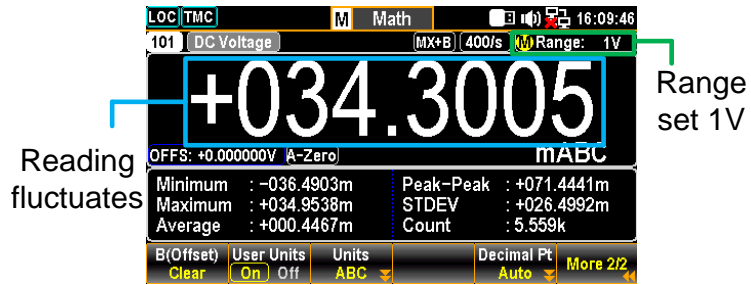 LOC TMC M Math 16:09:46
101 DC Voltage MX+B 400/s M Range: 1V
+034.3005
OFFS: +0.000000V A-Zero mABC
Range
set 1V
Reading
fluctuates
Minimum : -036.4903m Peak-Peak : +071.4441m
Maximum : +034.9538m STDEV : +026.4992m
Average : +000.4467m Count : 5.559k
B(Offset) User Units Units Decimal Pt More 2/2
Clear On Off ABC Auto